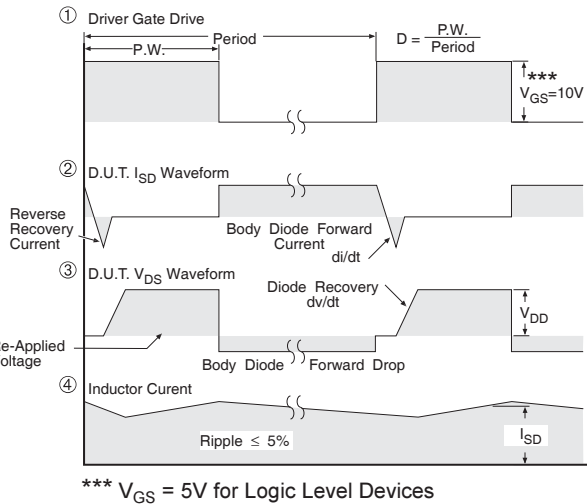 ① Driver Gate Drive
P.W.
Period
D = P.W.
Period
***
VGS=10V
② D.U.T. ISD Waveform
Reverse
Recovery
Current
Body Diode Forward
Current
di/dt
③ D.U.T. VDS Waveform
Diode Recovery
dv/dt
VDD
e-Applied
oltage
Body Diode
Forward Drop
④ Inductor Curent
Ripple ≤ 5%
ISD
*** VGS = 5V for Logic Level Devices